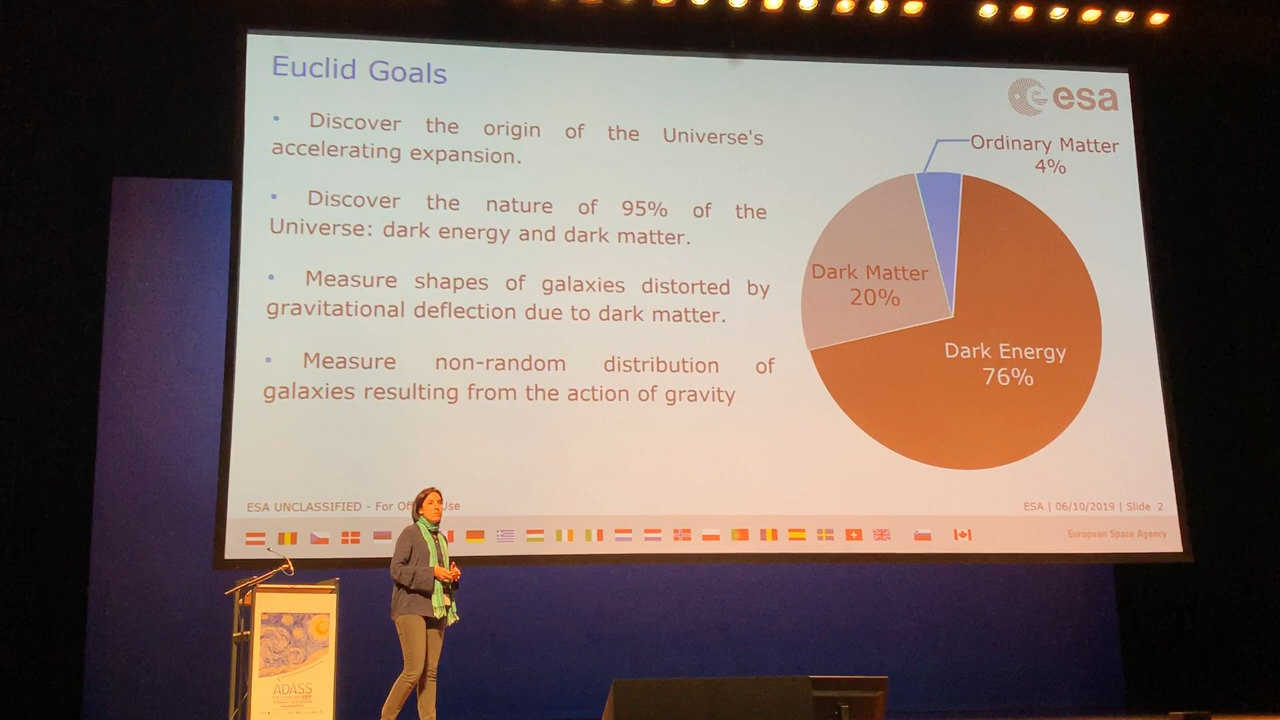 Euclid Goals
esa
• Discover the origin of the Universe's
accelerating expansion.
• Discover the nature of 95% of the
Universe: dark energy and dark matter.
• Measure shapes of galaxies distorted by
gravitational deflection due to dark matter.
• Measure non-random distribution of
galaxies resulting from the action of gravity
Ordinary Matter
4%
Dark Matter
20%
Dark Energy
76%
ESA UNCLASSIFIED - For Of Use
ESA | 06/10/2019 | Slide 2
European Space Agency
ADASS